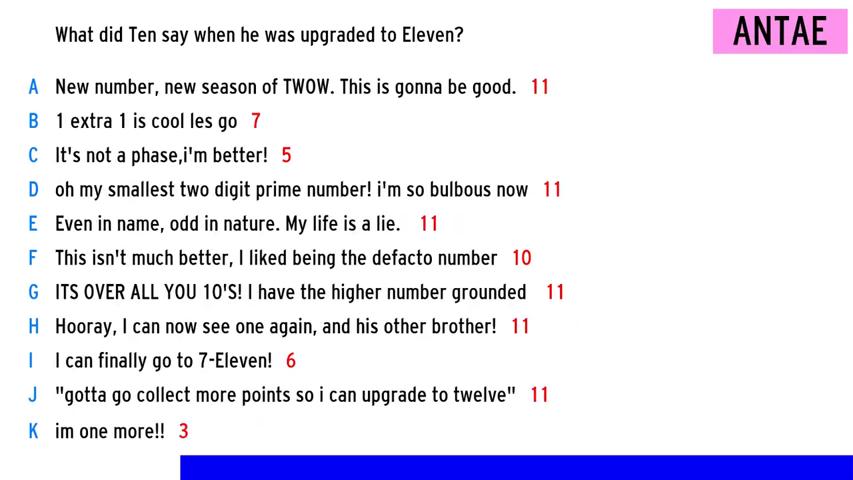 What did Ten say when he was upgraded to Eleven?
ANTAE
A New number, new season of TWOW. This is gonna be good. 11
B 1 extra 1 is cool les go 7
C It's not a phase,i'm better! 5
D oh my smallest two digit prime number! i'm so bulbous now 11
E Even in name, odd in nature. My life is a lie. 11
F This isn't much better, I liked being the defacto number 10
G ITS OVER ALL YOU 10'S! I have the higher number grounded 11
H Hooray, I can now see one again, and his other brother! 11
I I can finally go to 7-Eleven! 6
J "gotta go collect more points so i can upgrade to twelve" 11
K im one more!! 3